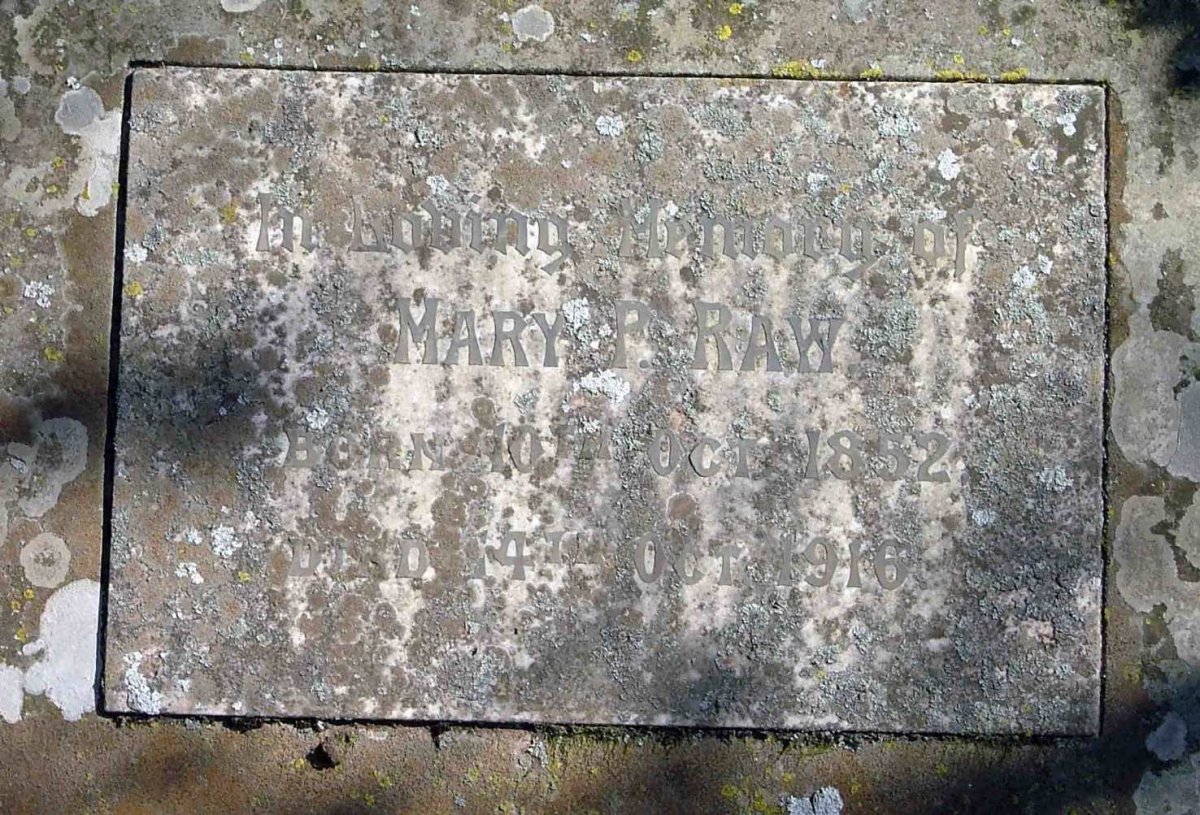 In Loving Memory of
MARY P. RAW.
BORN 10TH OCT 1852.
DIED 14TH OCT. 1916